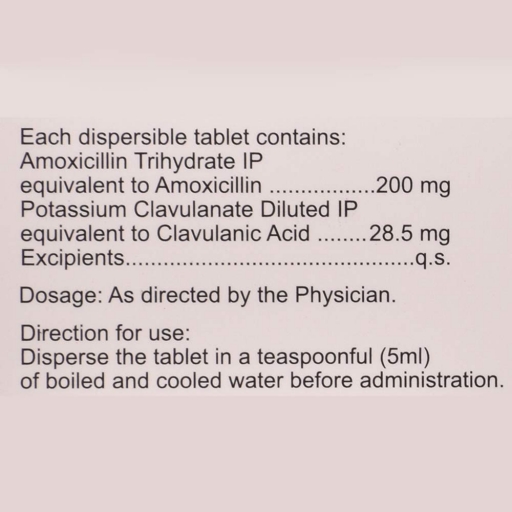 Each dispersible tablet contains:
Amoxicillin Trihydrate IP
equivalent to Amoxicillin .................200 mg
Potassium Clavulanate Diluted IP
equivalent to Clavulanic Acid ........28.5 mg
Excipients..............................................q.s.
Dosage: As directed by the Physician.
Direction for use:
Disperse the tablet in a teaspoonful (5ml)
of boiled and cooled water before administration.